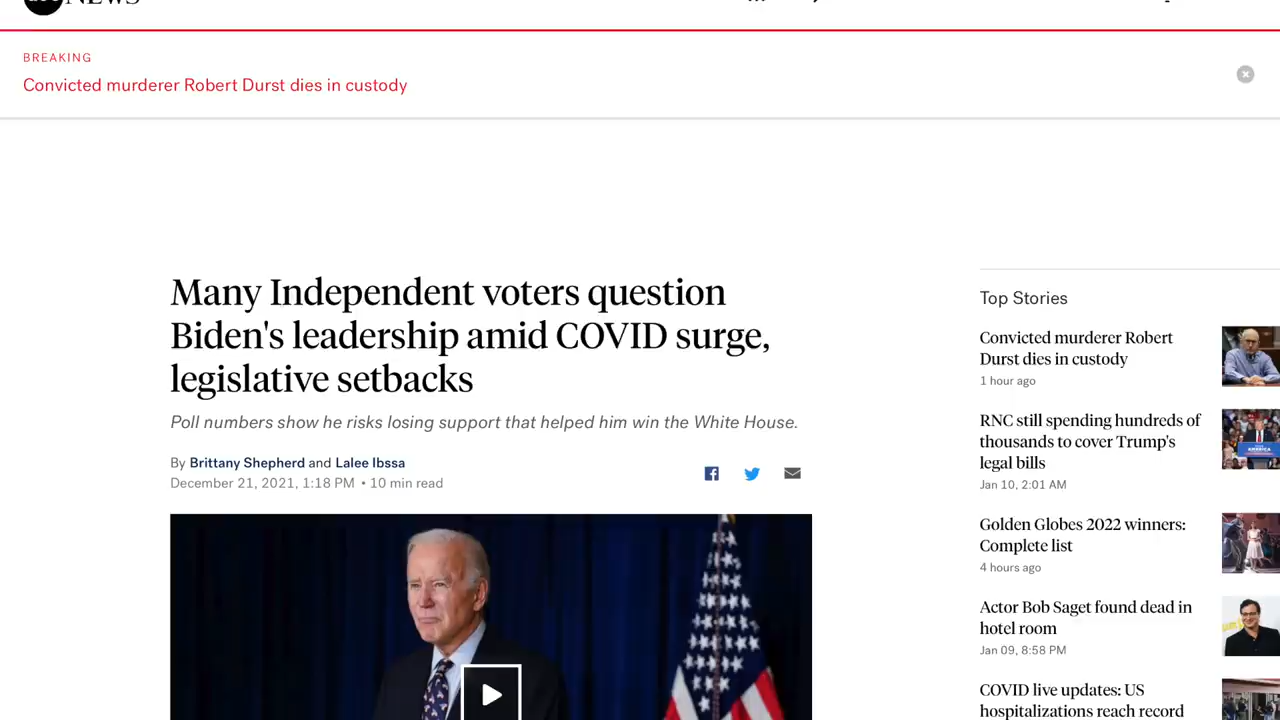 NEWS
BREAKING
Convicted murderer Robert Durst dies in custody
Many Independent voters question
Biden's leadership amid COVID surge,
legislative setbacks
Poll numbers show he risks losing support that helped him win the White House.
By Brittany Shepherd and Lalee Ibssa
December 21, 2021, 1:18 PM • 10 min read
Top Stories
Convicted murderer Robert
Durst dies in custody
1 hour ago
RNC still spending hundreds of
thousands to cover Trump's
legal bills
Jan 10, 2:01 AM
Golden Globes 2022 winners:
Complete list
4 hours ago
Actor Bob Saget found dead in
hotel room
Jan 09, 8:58 PM
COVID live updates: US
hospitalizations reach record